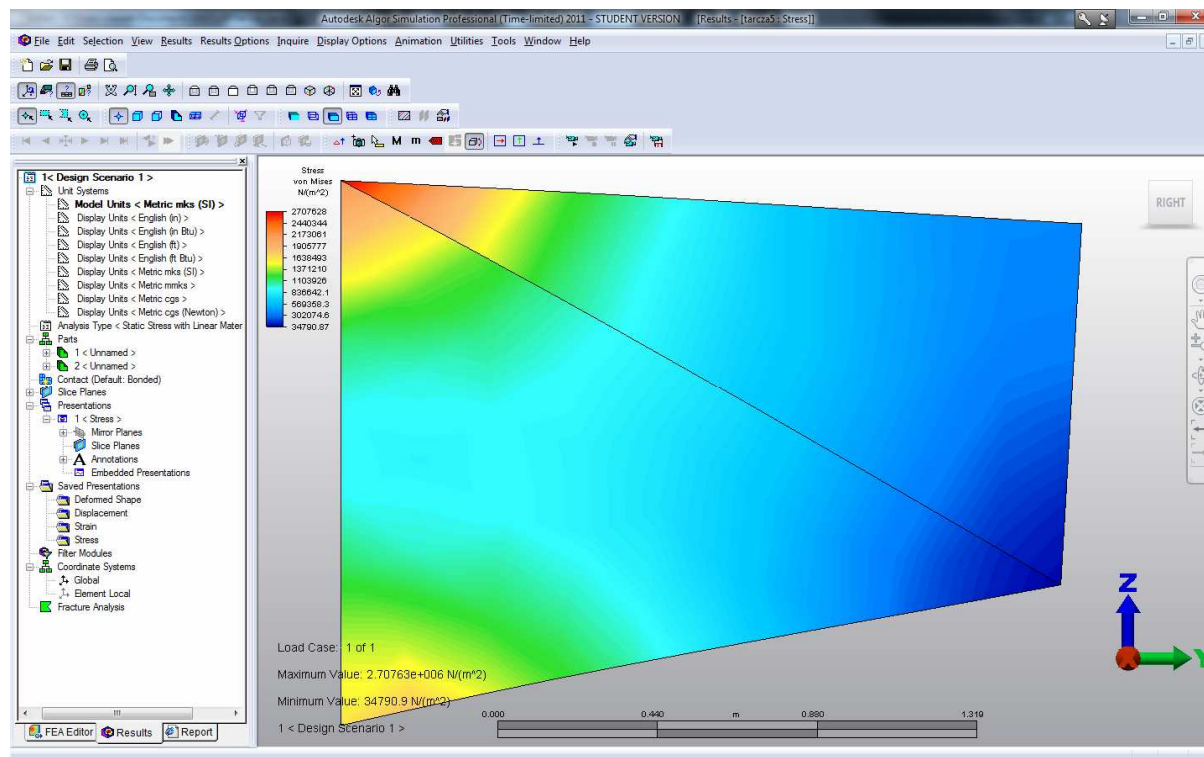 Autodesk Algor Simulation Professional (Time-limited) 2011 - STUDENT VERSION [Results - [tarcza5 : Stress]]
File Edit Selection View Results Results Options Inquire Display Options Animation Utilities Tools Window Help
M m
1< Design Scenario 1 >
Unit Systems
Model Units < Metric mks (SI) >
Display Units < English (in) >
Display Units < English (in Btu) >
Display Units < English (ft) >
Display Units < English (ft Btu) >
Display Units < Metric mks (SI) >
Display Units < Metric mmks >
Display Units < Metric cgs >
Display Units < Metric cgs (Newton) >
Analysis Type < Static Stress with Linear Mater
Parts
1 < Unnamed >
2 < Unnamed >
Contact (Default: Bonded)
Slice Planes
Presentations
1 < Stress >
Mirror Planes
Slice Planes
A Annotations
Embedded Presentations
Saved Presentations
Deformed Shape
Displacement
Strain
Stress
Filter Modules
Coordinate Systems
Global
Element Local
Fracture Analysis
FEA Editor Results Report
Stress
von Mises
N/(m^2)
2707628
2440344
2173061
1905777
1638493
1371210
1103926
836642.1
569358.3
302074.6
34790.87
RIGHT
Z
Y
Load Case: 1 of 1
Maximum Value: 2.70763e+006 N/(m^2)
Minimum Value: 34790.9 N/(m^2)
1 < Design Scenario 1 >
0.000 0.440 m 0.880 1.319